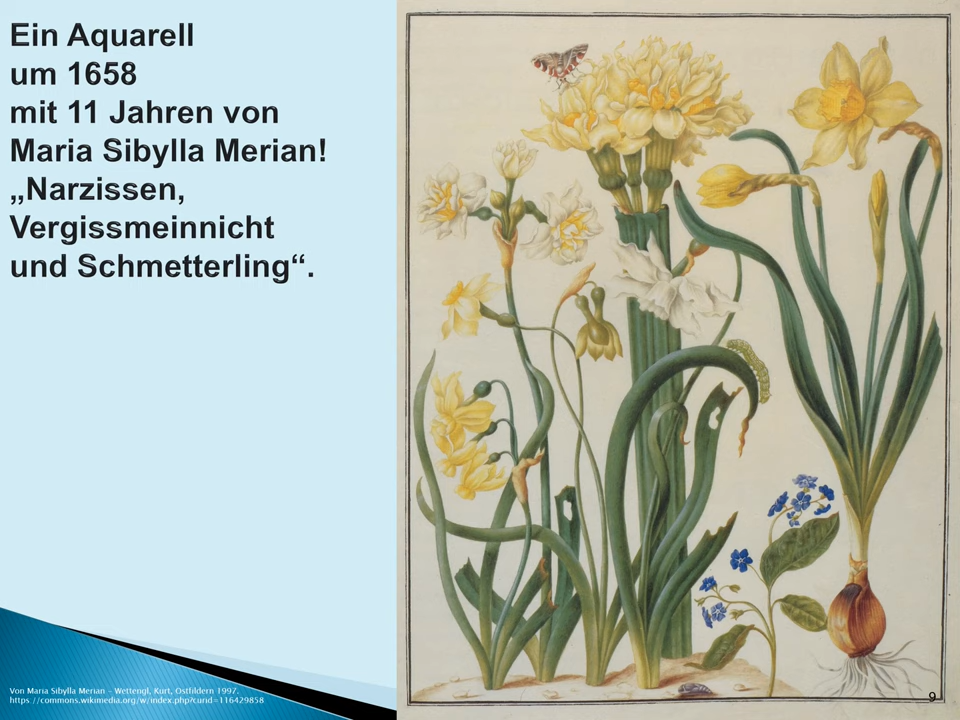 Ein Aquarell
um 1658
mit 11 Jahren von
Maria Sibylla Merian!
„Narzissen,
Vergissmeinnicht
und Schmetterling“.
Von Maria Sibylla Merian - Wettengl, Kurt, Ostfildern 1997.
https://commons.wikimedia.org/w/index.php?curid=116429858
9